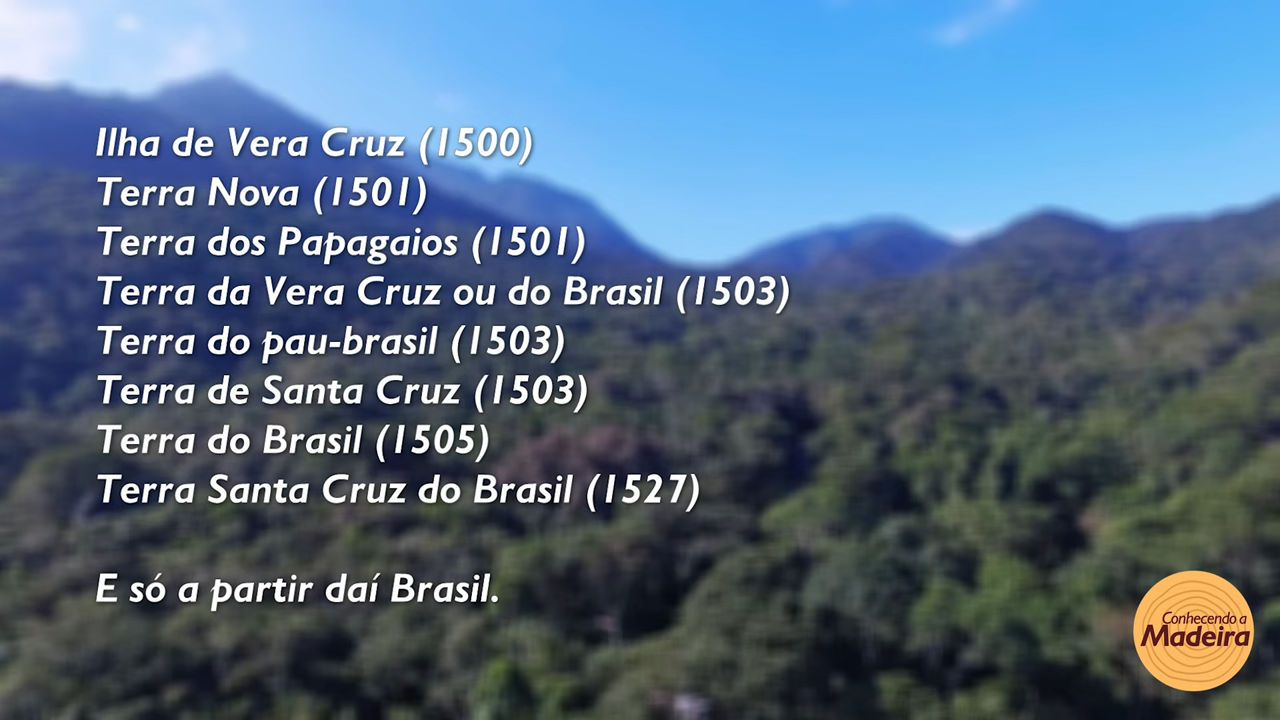 Ilha de Vera Cruz (1500)
Terra Nova (1501)
Terra dos Papagaios (1501)
Terra da Vera Cruz ou do Brasil (1503)
Terra do pau-brasil (1503)
Terra de Santa Cruz (1503)
Terra do Brasil (1505)
Terra Santa Cruz do Brasil (1527)
E só a partir daí Brasil.
Conhecendo a
Madeira